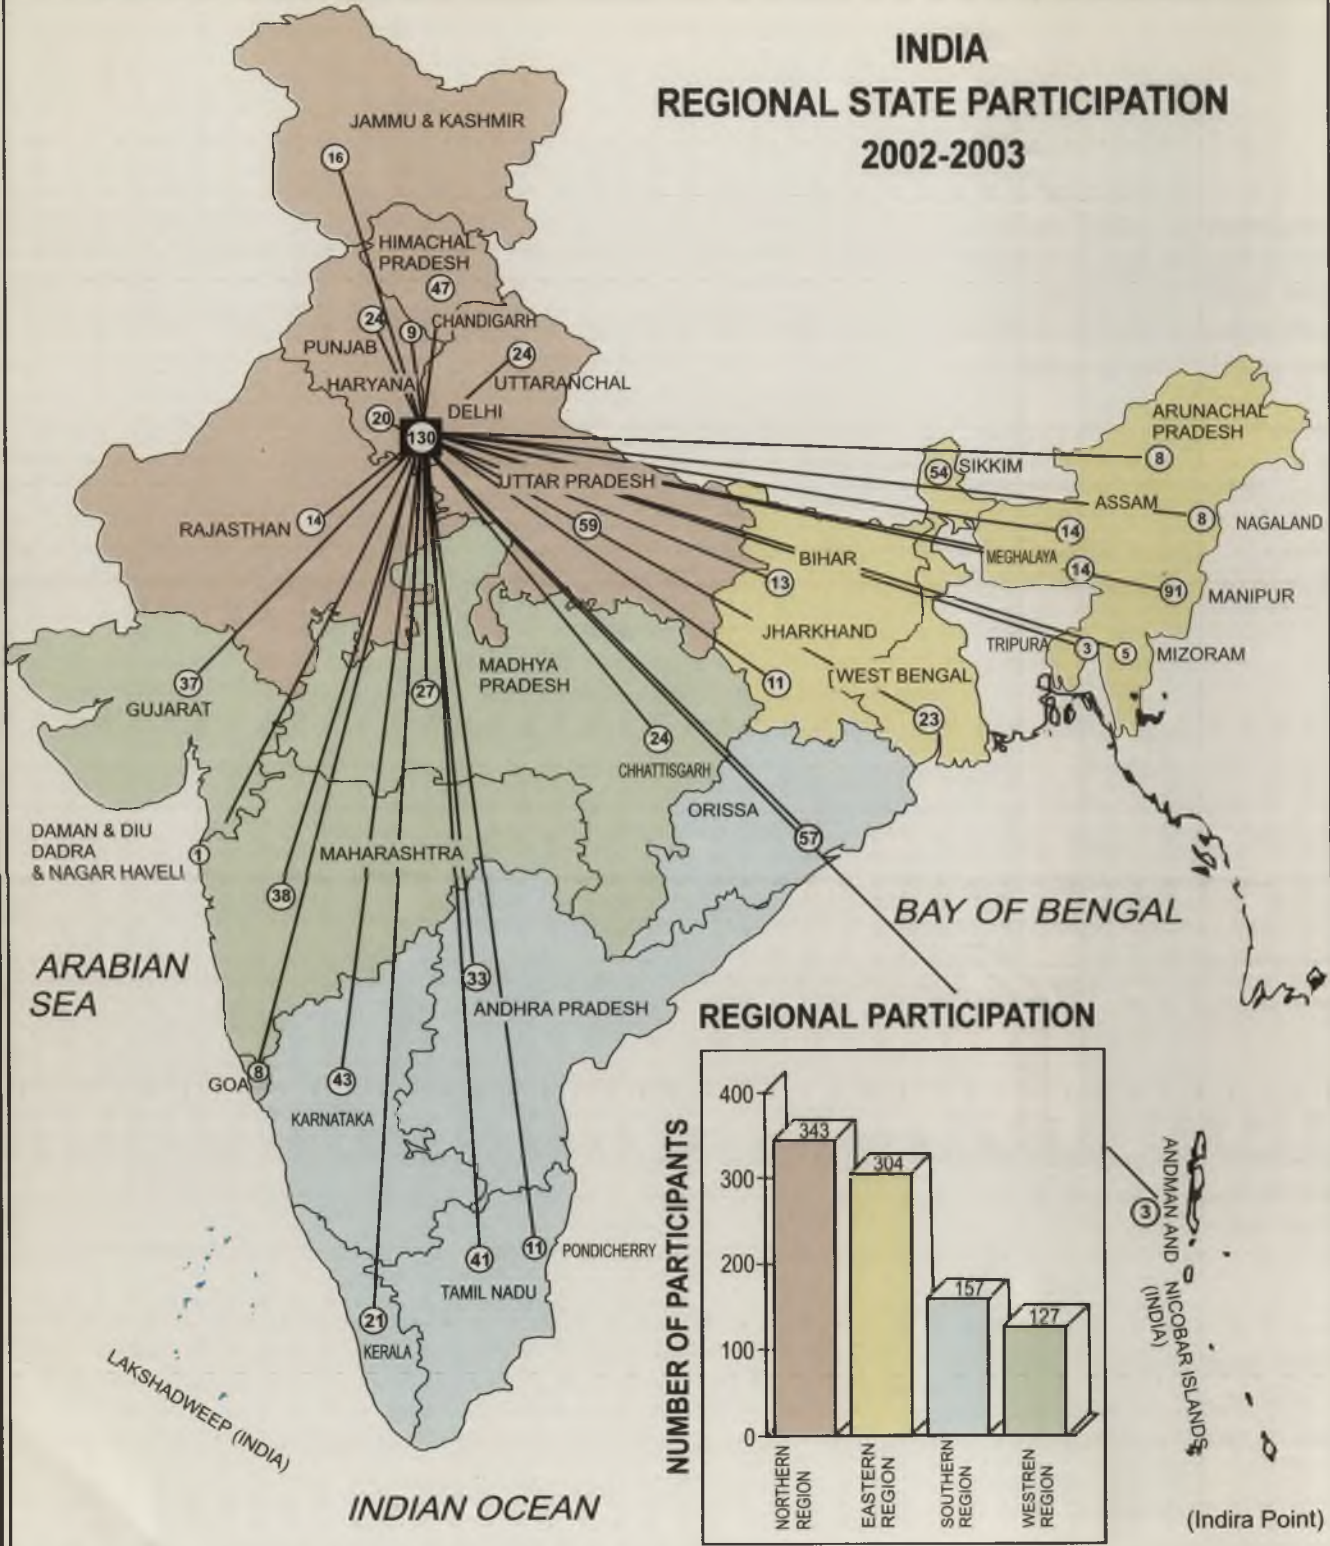 INDIA
REGIONAL STATE PARTICIPATION
2002-2003
JAMMU & KASHMIR
16
HIMACHAL
PRADESH
47
24
9
CHANDIGARH
PUNJAB
24
UTTARANCHAL
HARYANA
20
DELHI
130
ARUNACHAL
PRADESH
8
54
SIKKIM
UTTAR PRADESH
ASSAM
8
NAGALAND
RAJASTHAN
14
59
14
BIHAR
MEGHALAYA
14
13
91
MANIPUR
JHARKHAND
TRIPURA
3
5
MIZORAM
MADHYA
PRADESH
27
37
GUJARAT
11
WEST BENGAL
23
24
CHHATTISGARH
ORISSA
57
DAMAN & DIU
DADRA
& NAGAR HAVELI
1
MAHARASHTRA
38
BAY OF BENGAL
ARABIAN
SEA
33
ANDHRA PRADESH
GOA
8
43
KARNATAKA
11
PONDICHERRY
41
TAMIL NADU
21
KERALA
LAKSHADWEEP (INDIA)
INDIAN OCEAN
REGIONAL PARTICIPATION
NUMBER OF PARTICIPANTS
400
300
200
100
0
343
304
157
127
NORTHERN
REGION
EASTERN
REGION
SOUTHERN
REGION
WESTREN
REGION
3
ANDMAN AND NICOBAR ISLANDS
(INDIA)
(Indira Point)